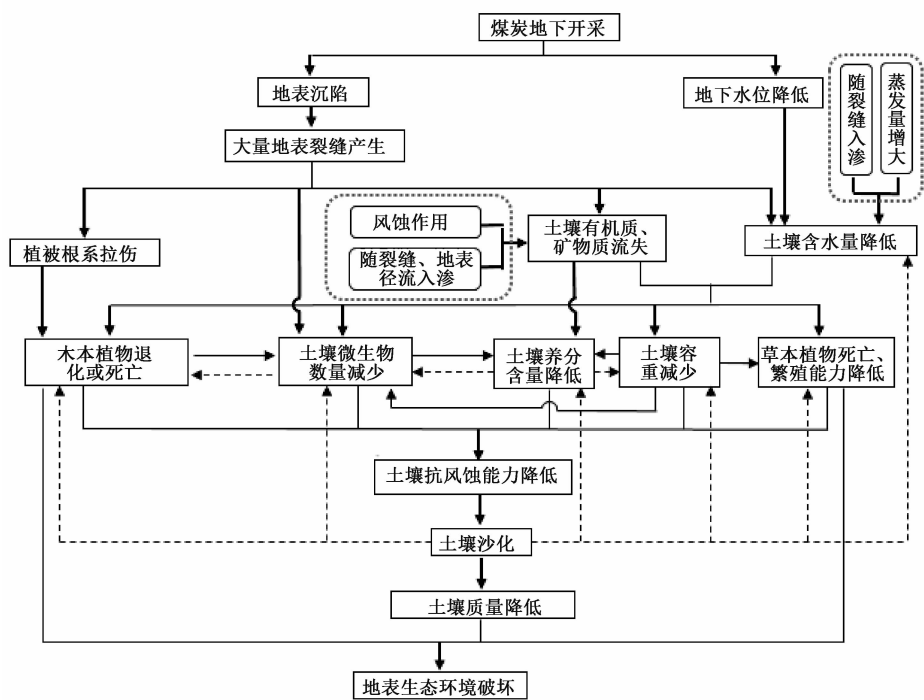 煤炭地下开采
地表沉陷
地下水位降低
随裂缝入渗
蒸发量增大
大量地表裂缝产生
植被根系拉伤
风蚀作用
随裂缝、地表
径流入渗
土壤有机质、
矿物质流失
土壤含水量降低
木本植物退
化或死亡
土壤微生物
数量减少
土壤养分
含量降低
土壤容
重减少
草本植物死亡、
繁殖能力降低
土壤抗风蚀能力降低
土壤沙化
土壤质量降低
地表生态环境破坏